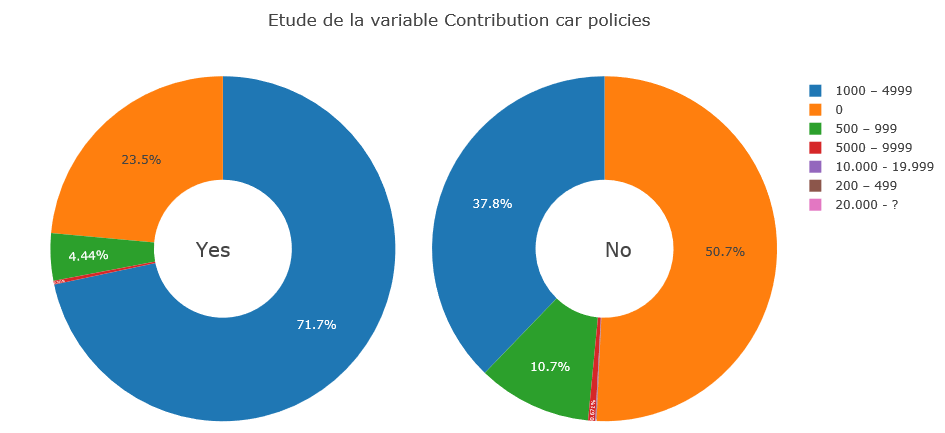 Etude de la variable Contribution car policies
23.5%
4.44%
71.7%
Yes
37.8%
50.7%
10.7%
No
1000 – 4999
0
500 – 999
5000 – 9999
10.000 - 19.999
200 – 499
20.000 - ?